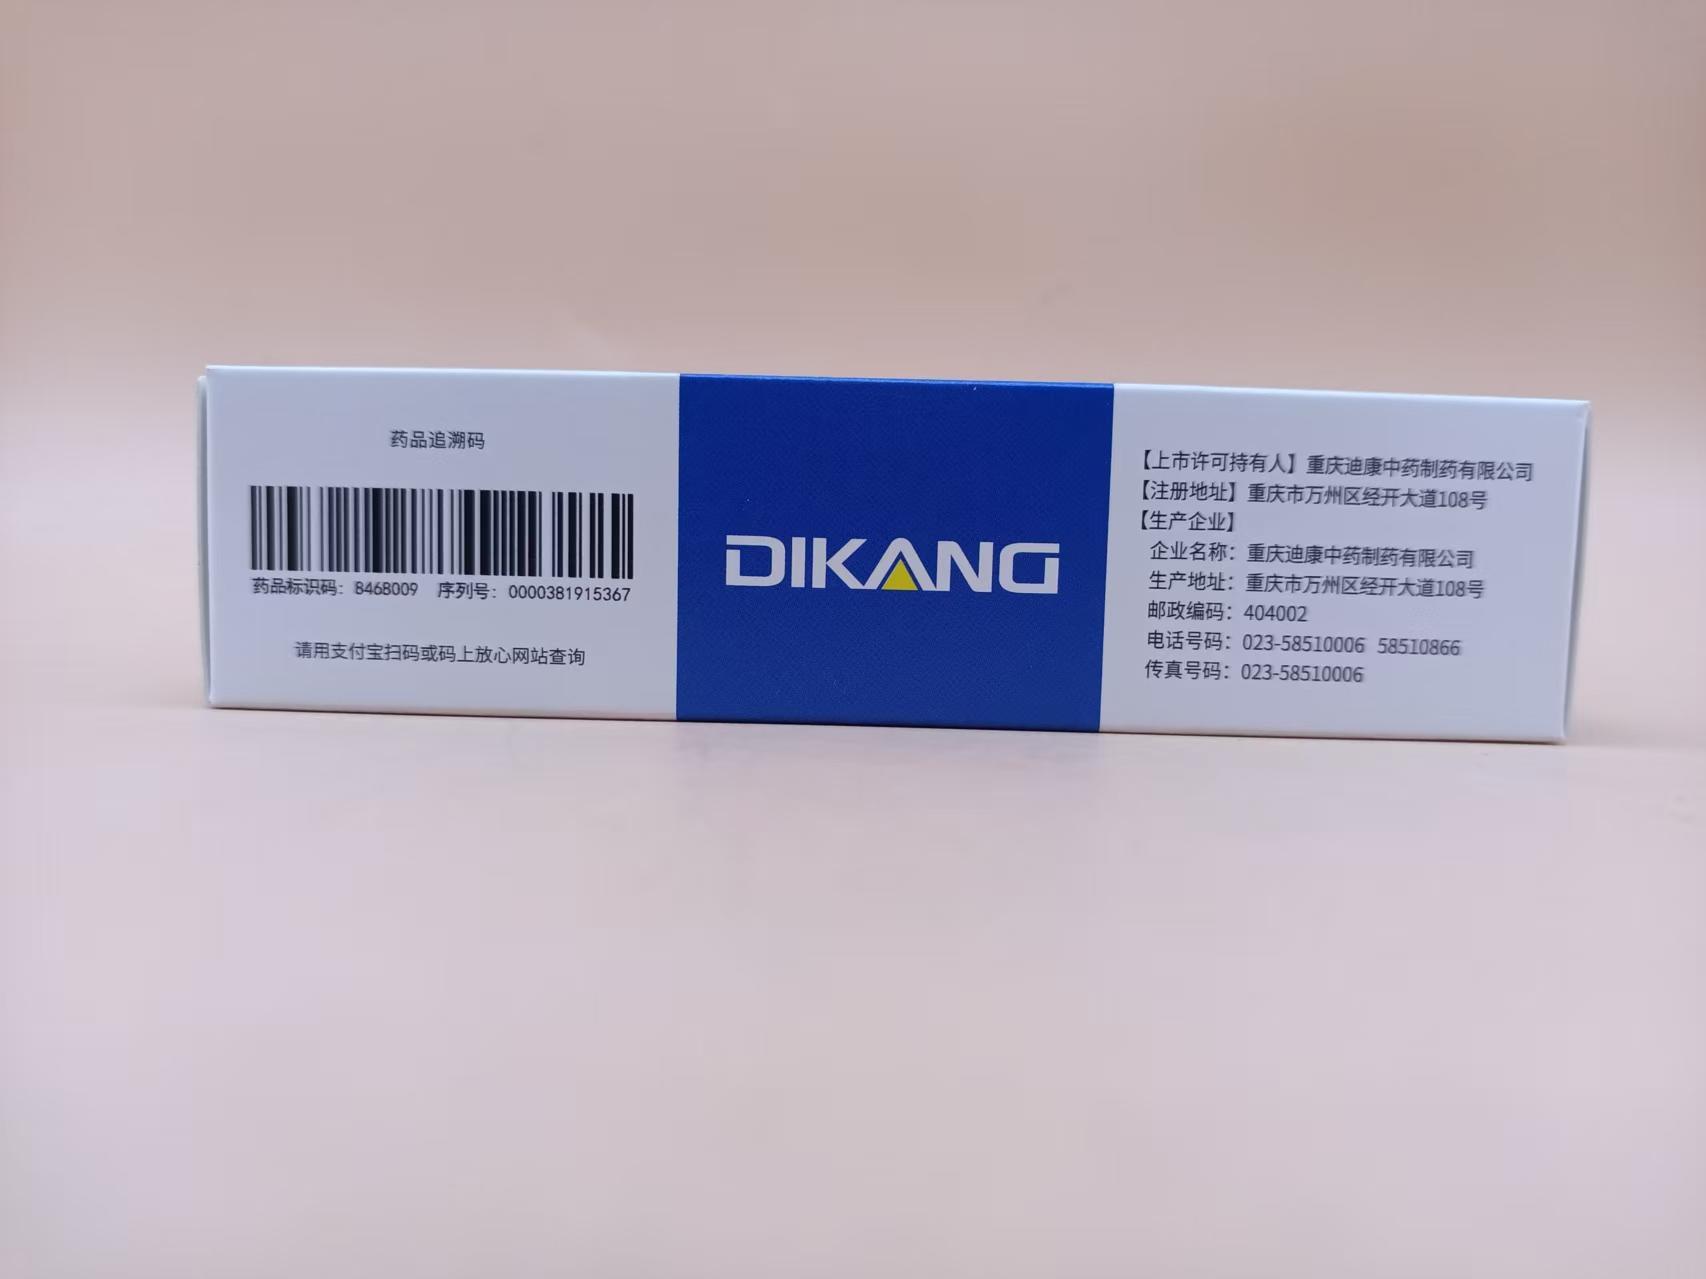 药品追溯码
药品标识码：8468009 序列号：0000381915367
请用支付宝扫码或码上放心网站查询
DIKANG
【上市许可持有人】重庆迪康中药制药有限公司
【注册地址】重庆市万州区经开大道108号
【生产企业】
企业名称：重庆迪康中药制药有限公司
生产地址：重庆市万州区经开大道108号
邮政编码：404002
电话号码：023-58510006 58510866
传真号码：023-58510006